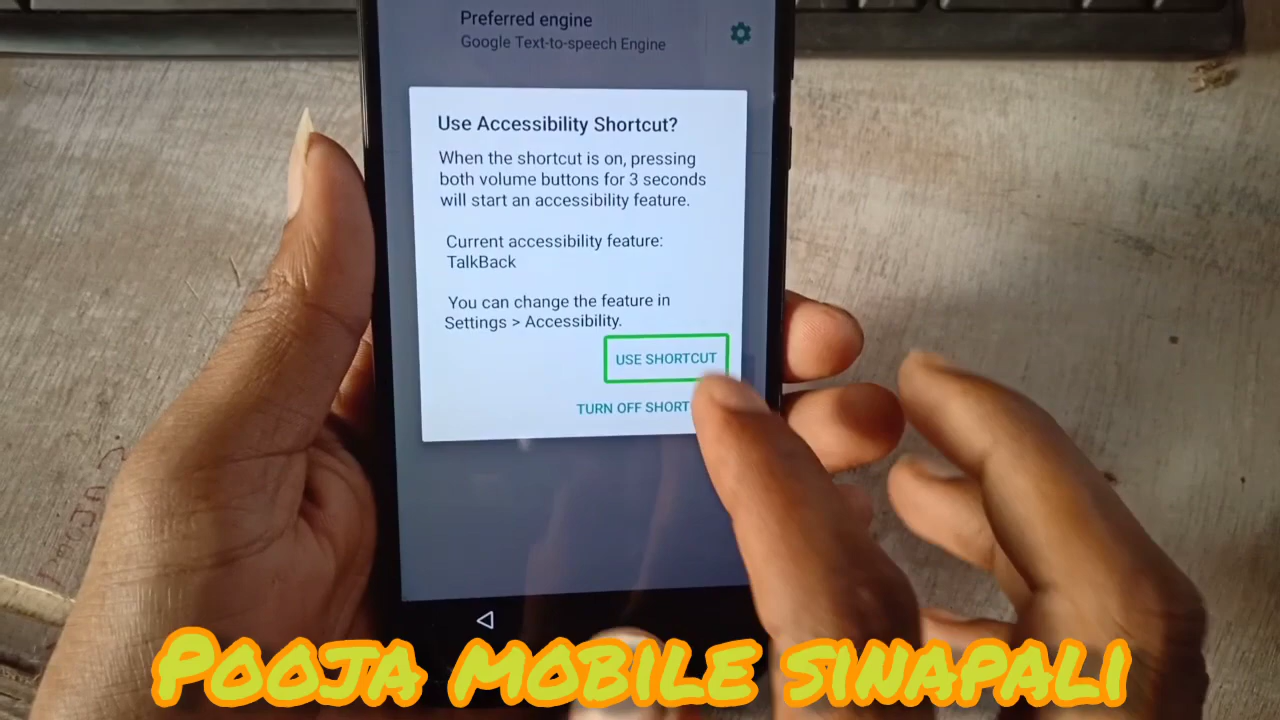 Preferred engine
Google Text-to-speech Engine
Use Accessibility Shortcut?
When the shortcut is on, pressing
both volume buttons for 3 seconds
will start an accessibility feature.
Current accessibility feature:
TalkBack
You can change the feature in
Settings > Accessibility.
USE SHORTCUT
TURN OFF SHORT
POOJA MOBILE SINAPALI